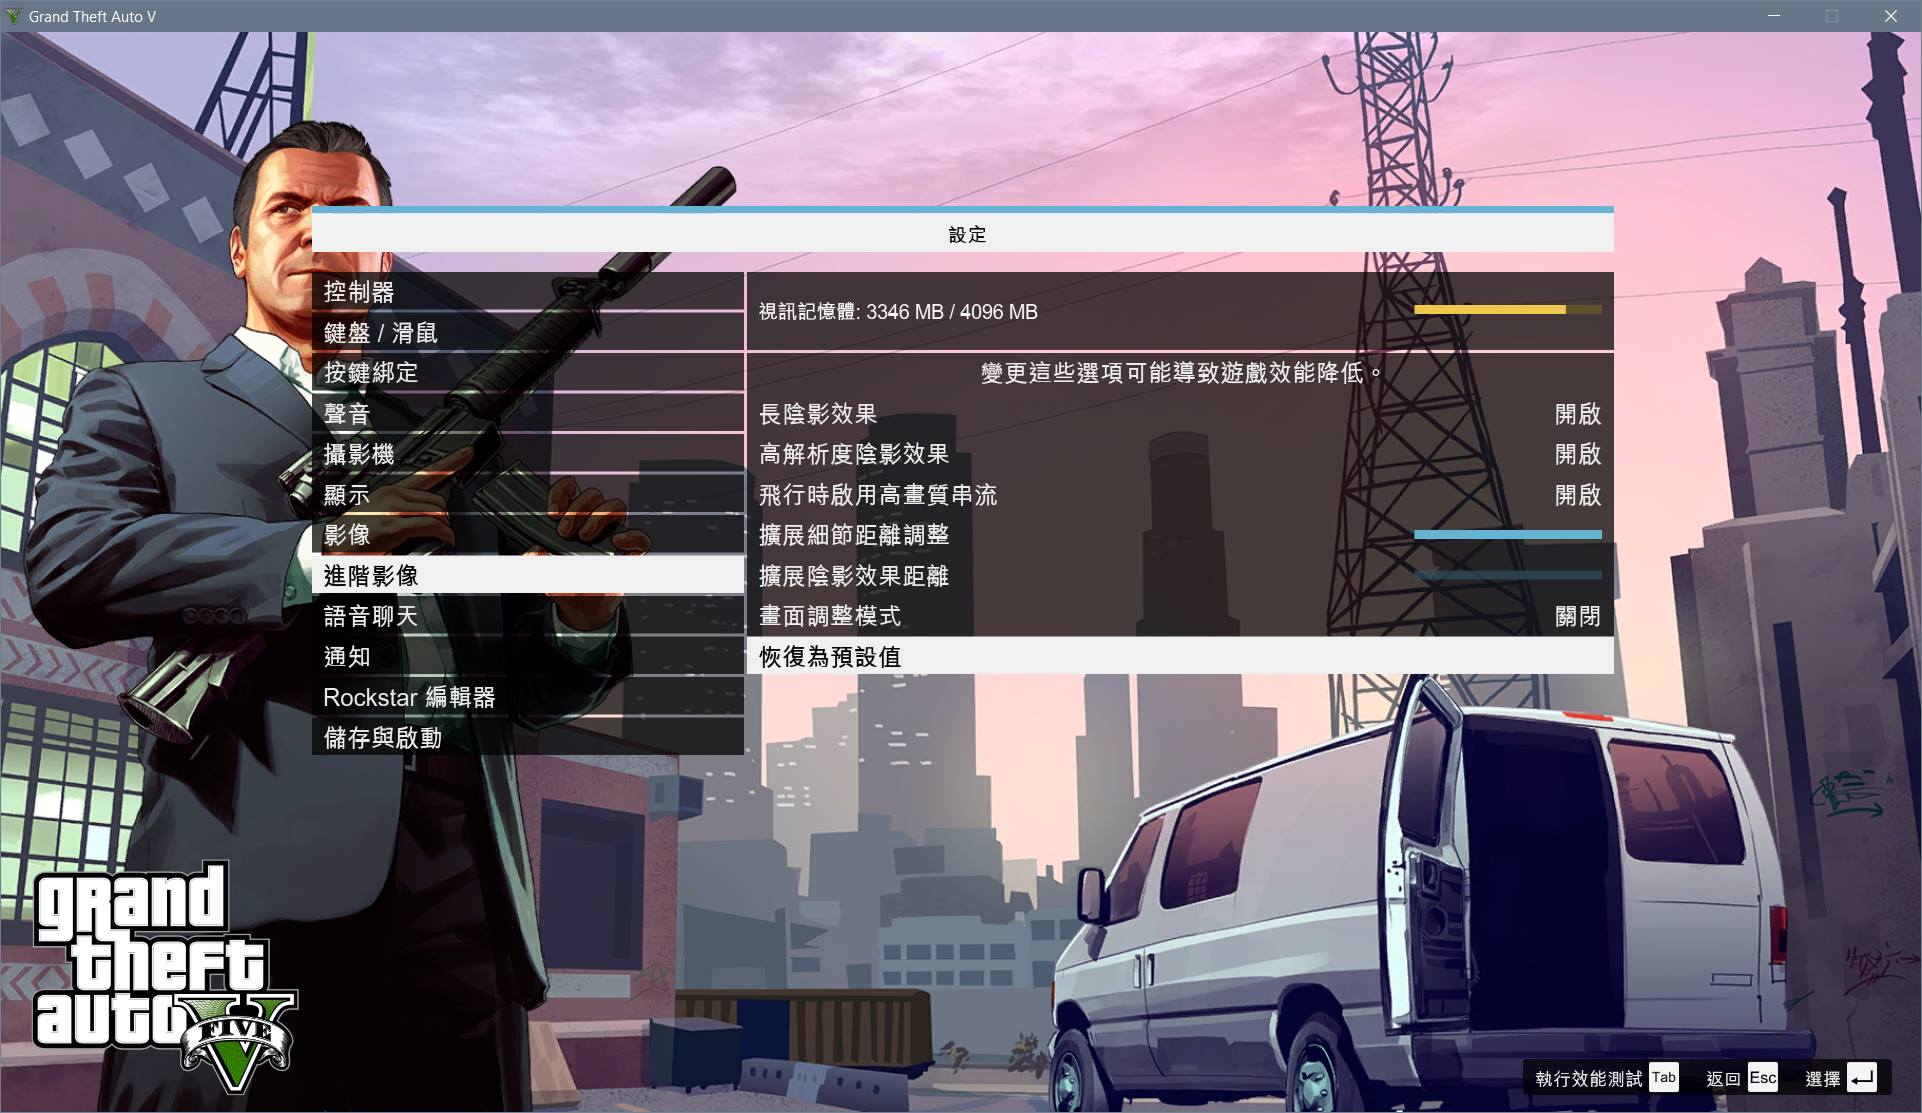 Grand Theft Auto V
設定
控制器
鍵盤 / 滑鼠
按鍵綁定
聲音
攝影機
顯示
影像
進階影像
語音聊天
通知
Rockstar 編輯器
儲存與啟動
視訊記憶體: 3346 MB / 4096 MB
變更這些選項可能導致遊戲效能降低。
長陰影效果 開啟
高解析度陰影效果 開啟
飛行時啟用高畫質串流 開啟
擴展細節距離調整
擴展陰影效果距離
畫面調整模式 關閉
恢復為預設值
grand
theft
auto V
FIVE
執行效能測試 Tab 返回 Esc 選擇